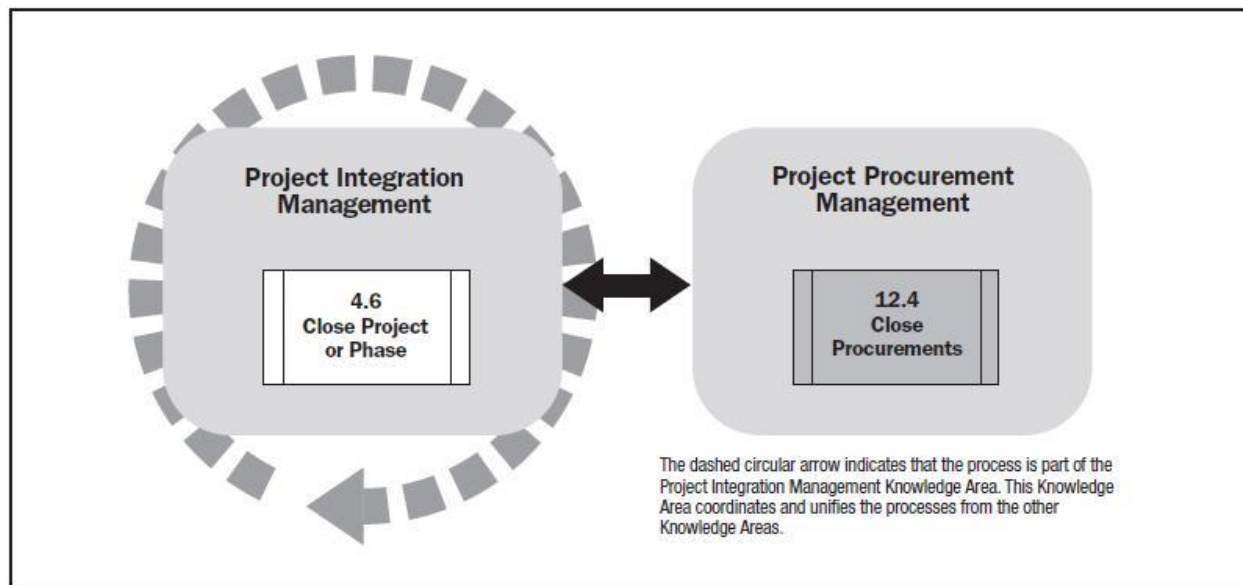 Project Integration
Management
4.6
Close Project
or Phase
Project Procurement
Management
12.4
Close
Procurements
The dashed circular arrow indicates that the process is part of the
Project Integration Management Knowledge Area. This Knowledge
Area coordinates and unifies the processes from the other
Knowledge Areas.